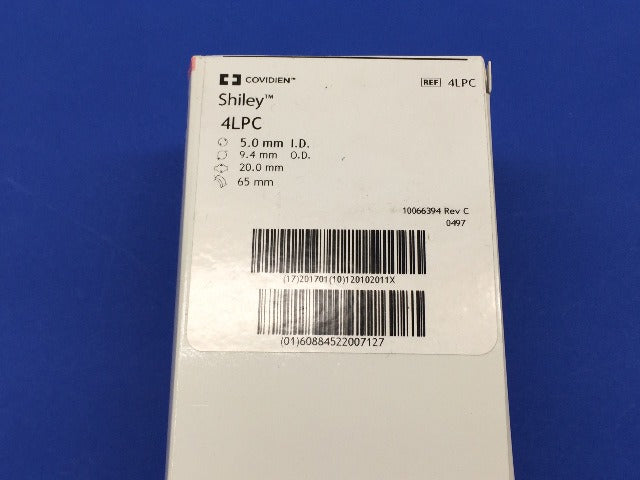 COVIDIEN™
REF 4LPC
Shiley™
4LPC
5.0 mm I.D.
9.4 mm O.D.
20.0 mm
65 mm
10066394 Rev C
0497
(17)201701(10)120102011X
(01)60884522007127